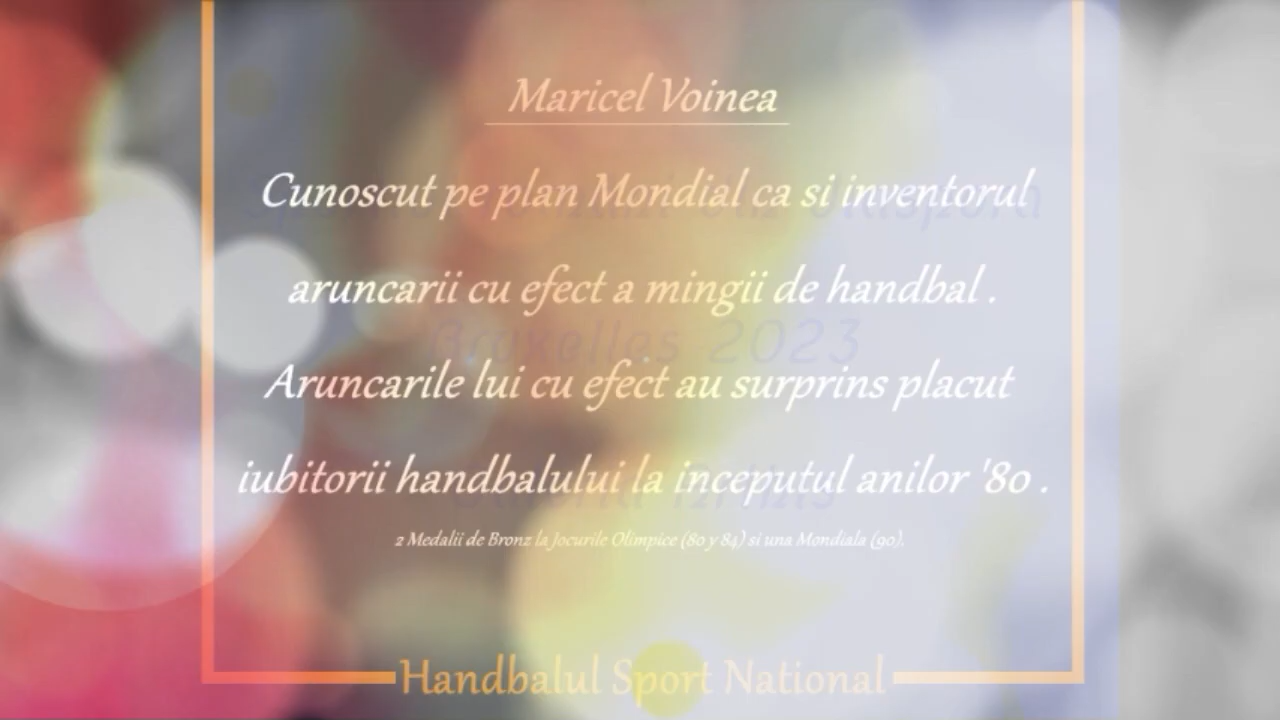 Maricel Voinea
Cunoscut pe plan Mondial ca si inventorul
aruncarii cu efect a mingii de handbal .
Bruxelles 2023
Aruncarile lui cu efect au surprins placut
iubitorii handbalului la inceputul anilor '80 .
2 Medalii de Bronz la Jocurile Olimpice (80 y 84) si una Mondiala (90).
Handbalul Sport National